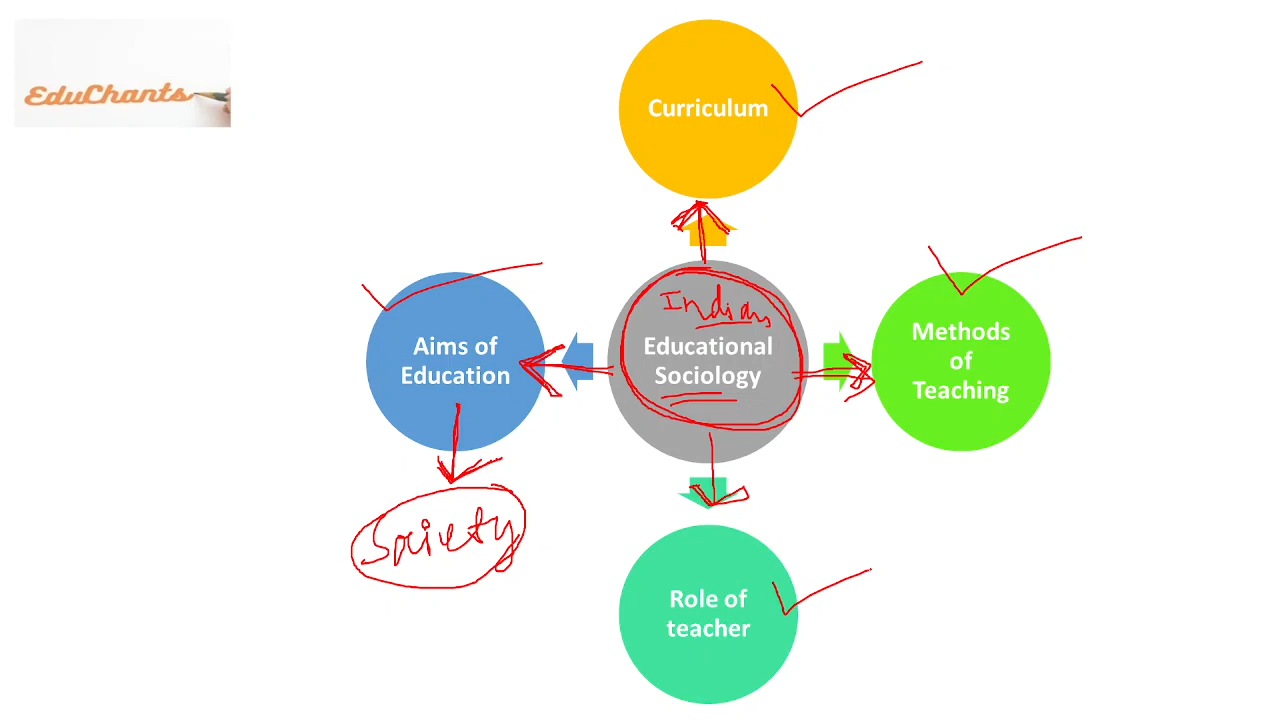 EduChants
Curriculum
Indian
Educational
Sociology
Aims of
Education
Methods
of
Teaching
Society
Role of
teacher